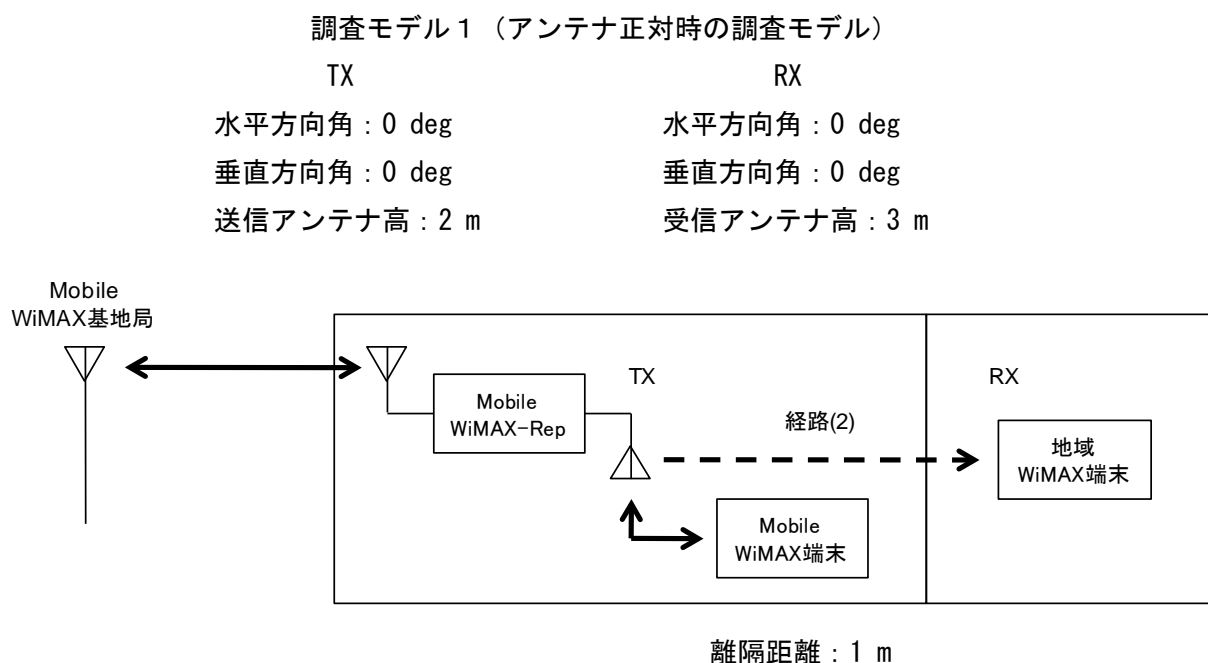 調査モデル１（アンテナ正対時の調査モデル）
TX
水平方向角：0 deg
垂直方向角：0 deg
送信アンテナ高：2 m
RX
水平方向角：0 deg
垂直方向角：0 deg
受信アンテナ高：3 m
Mobile
WiMAX基地局
Mobile
WiMAX-Rep
TX
経路(2)
RX
地域
WiMAX端末
Mobile
WiMAX端末
離隔距離：1 m